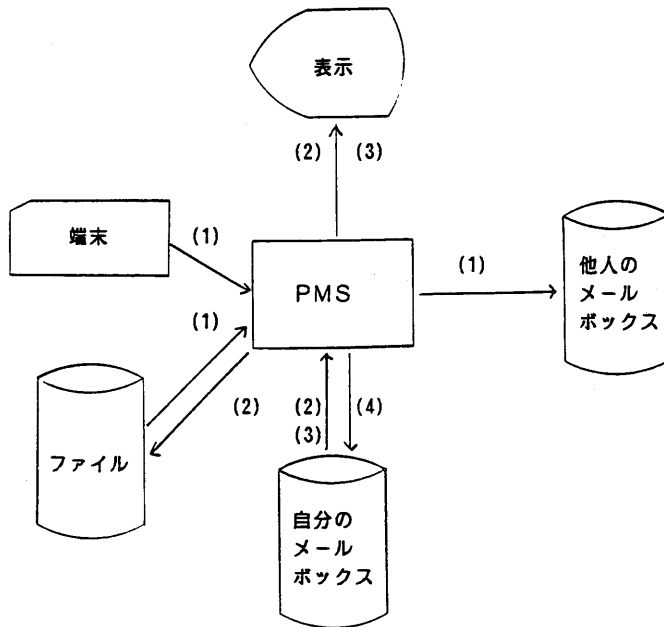 表示
(2) (3)
端末
(1)
PMS
(1)
他人の
メール
ボックス
(1)
(2)
(2) (4)
(3)
ファイル
自分の
メール
ボックス